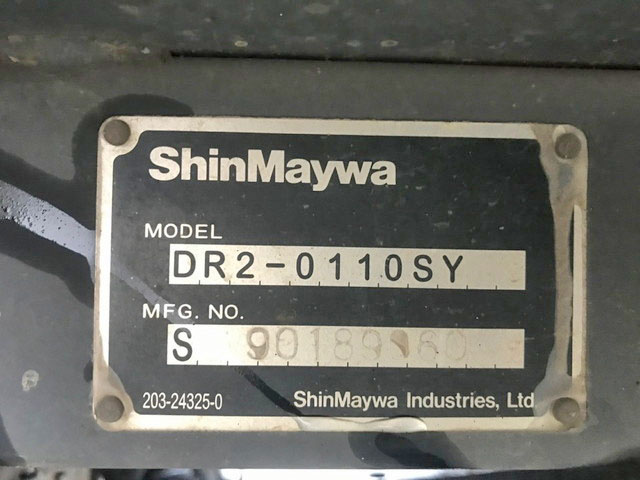 ShinMaywa
MODEL
DR2-0110SY
MFG. NO.
S
203-24325-0 ShinMaywa Industries, Ltd